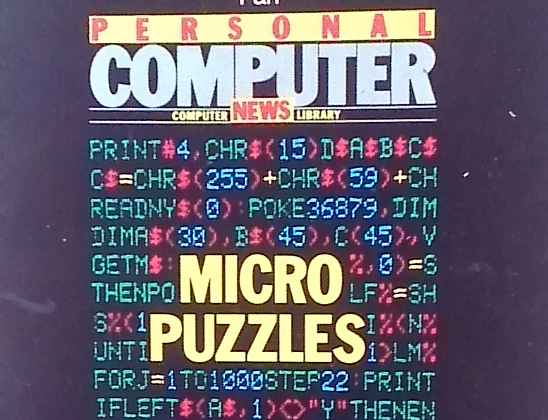 Pan
PERSONAL
COMPUTER
COMPUTER NEWS LIBRARY
PRINT#4,CHR$(15)D$A$B$C$
C$=CHR$(255)+CHR$(59)+CH
READNY$(0):POKE36879,DIM
DIMA$(30),B$(45),C(45),V
GETM$: %,0)=S
THENPO LF%=SH
MICRO
S%(1 I%(N%
UNTI 1>LM%
PUZZLES
FORJ=1TO1000STEP22:PRINT
IFLEFT$(A$,1)<>"Y"THENEN